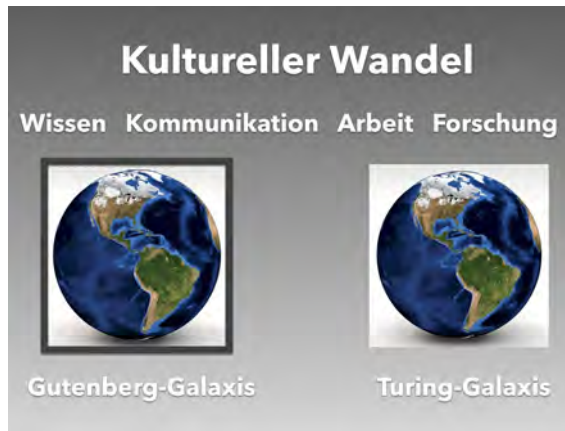 Kultureller Wandel
Wissen Kommunikation Arbeit Forschung
Gutenberg-Galaxis Turing-Galaxis